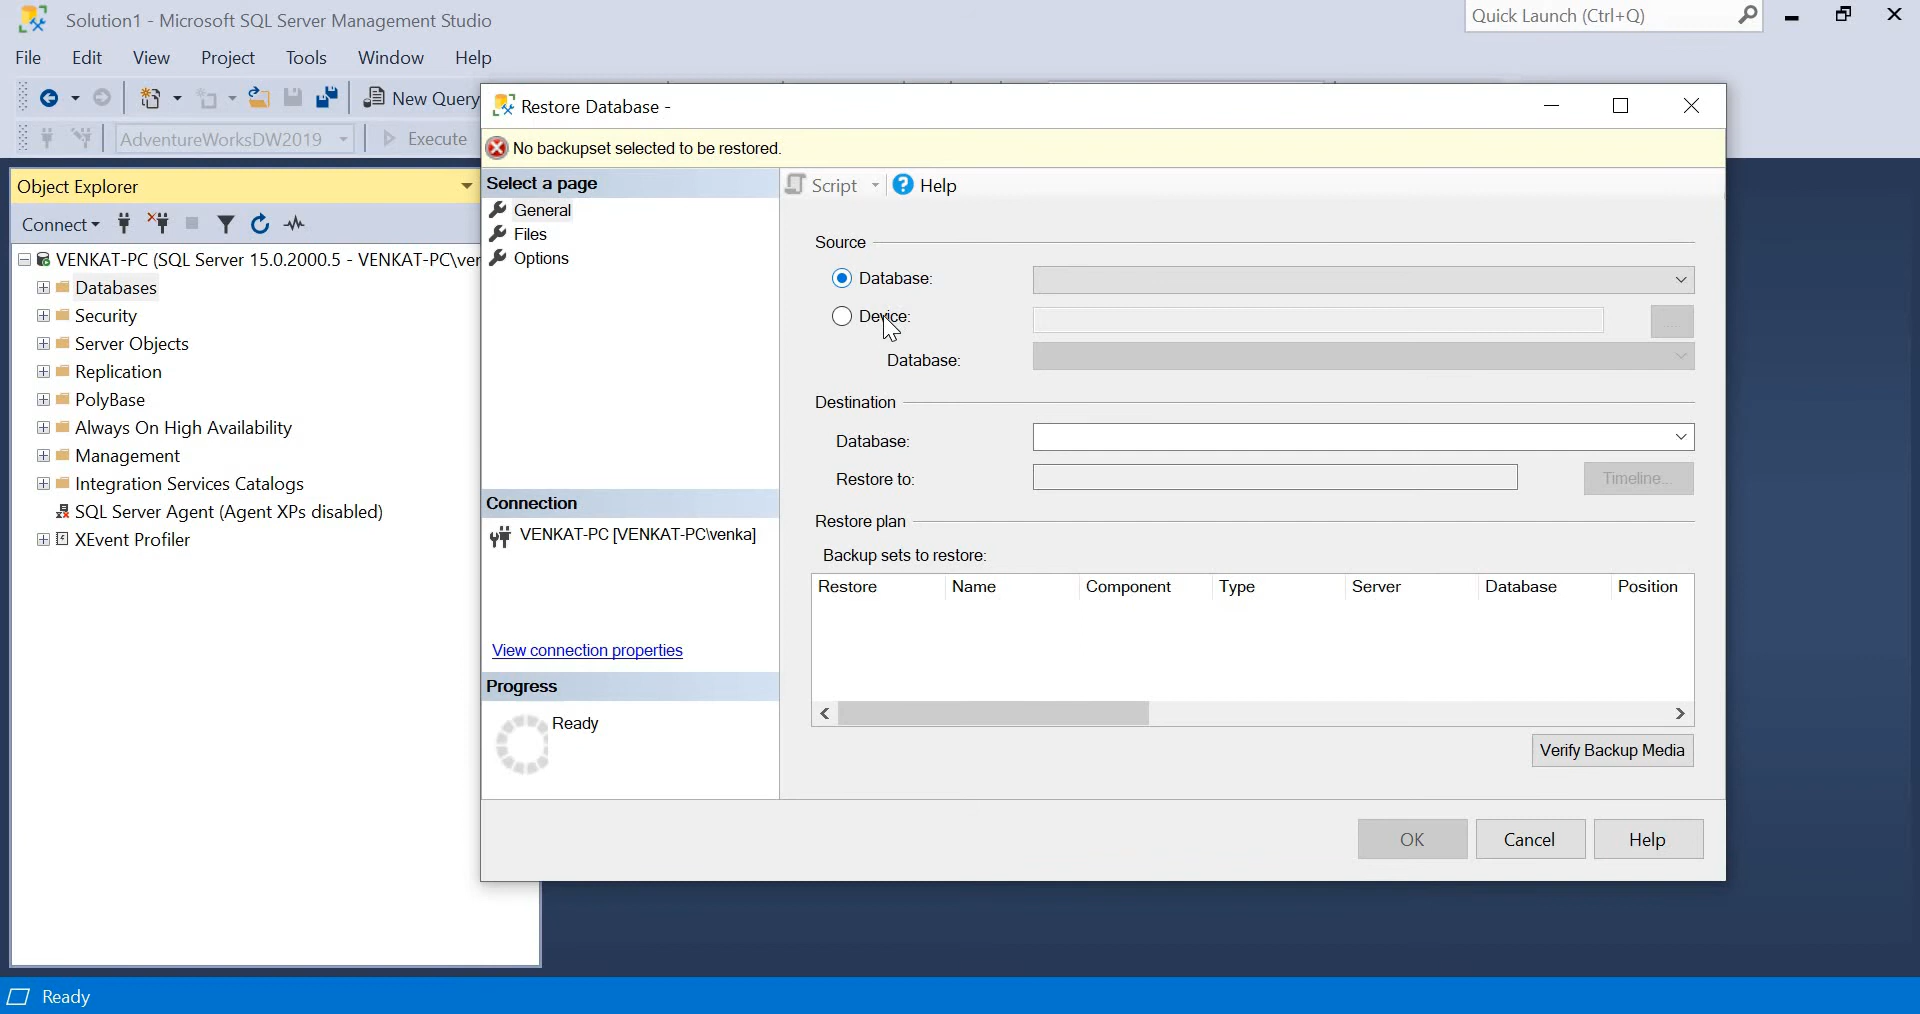 Solution1 - Microsoft SQL Server Management Studio
Quick Launch (Ctrl+Q)
File Edit View Project Tools Window Help
New Query
AdventureWorksDW2019
Execute
Restore Database -
No backupset selected to be restored.
Object Explorer
Connect
VENKAT-PC (SQL Server 15.0.2000.5 - VENKAT-PC\ver
Databases
Security
Server Objects
Replication
PolyBase
Always On High Availability
Management
Integration Services Catalogs
SQL Server Agent (Agent XPs disabled)
XEvent Profiler
Select a page
General
Files
Options
Connection
VENKAT-PC [VENKAT-PC\venka]
View connection properties
Progress
Ready
Script Help
Source
Database:
Device:
Database:
Destination
Database:
Restore to:
Timeline...
Restore plan
Backup sets to restore:
Restore Name Component Type Server Database Position
Verify Backup Media
OK Cancel Help
Ready